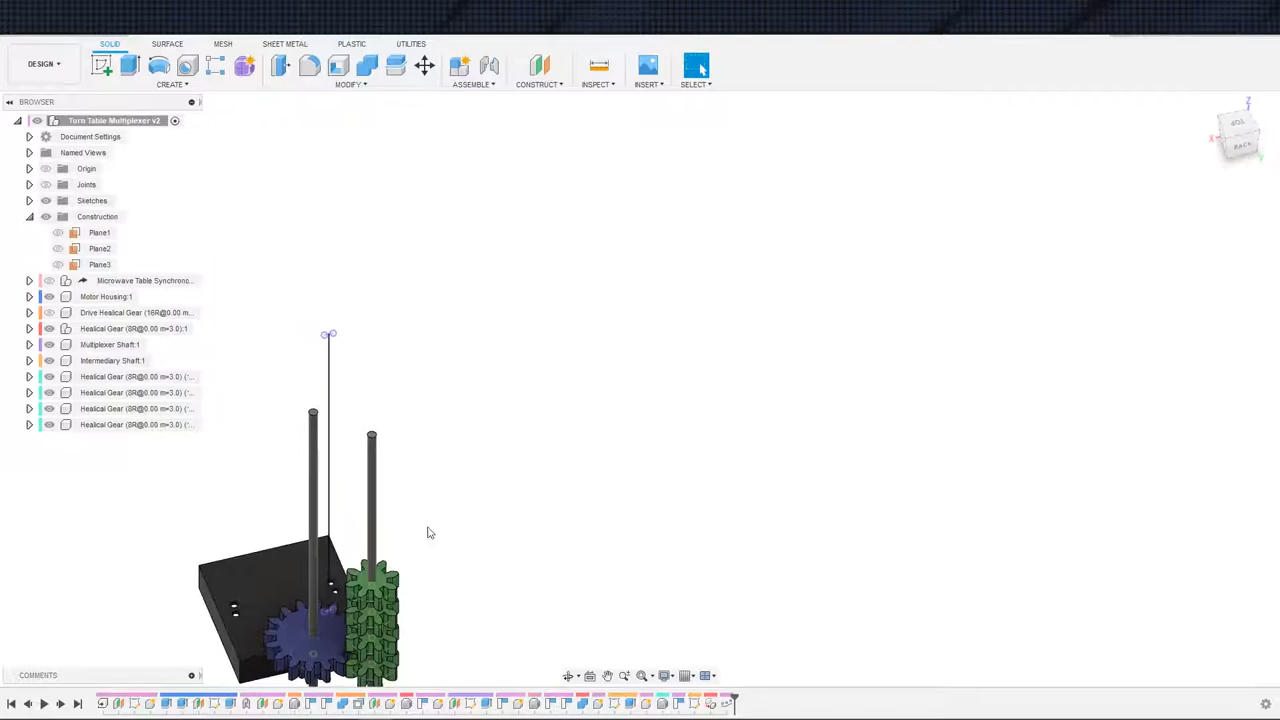 SOLID SURFACE MESH SHEET METAL PLASTIC UTILITIES
DESIGN
CREATE MODIFY ASSEMBLE CONSTRUCT INSPECT INSERT SELECT
BROWSER
Turn Table Multiplexer v2
Document Settings
Named Views
Origin
Joints
Sketches
Construction
Plane1
Plane2
Plane3
Microwave Table Synchronc...
Motor Housing:1
Drive Healical Gear (16R@0.00 m...
Healical Gear (8R@0.00 m=3.0):1
Multiplexer Shaft:1
Intermediary Shaft:1
Healical Gear (8R@0.00 m=3.0) (...
Healical Gear (8R@0.00 m=3.0) (...
Healical Gear (8R@0.00 m=3.0) (...
Healical Gear (8R@0.00 m=3.0) (...
Z
TOP
X
BACK
Y
COMMENTS